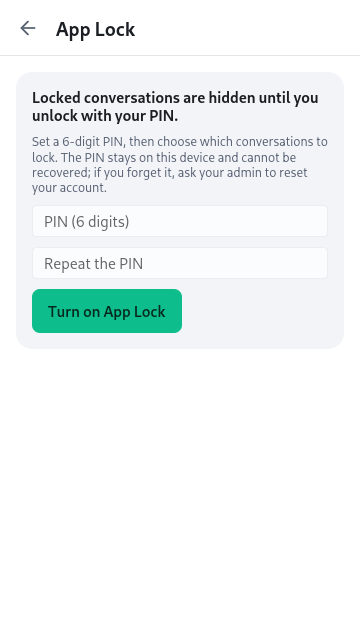 App Lock
Locked conversations are hidden until you
unlock with your PIN.
Set a 6-digit PIN, then choose which conversations to
lock. The PIN stays on this device and cannot be
recovered; if you forget it, ask your admin to reset
your account.
PIN (6 digits)
Repeat the PIN
Turn on App Lock